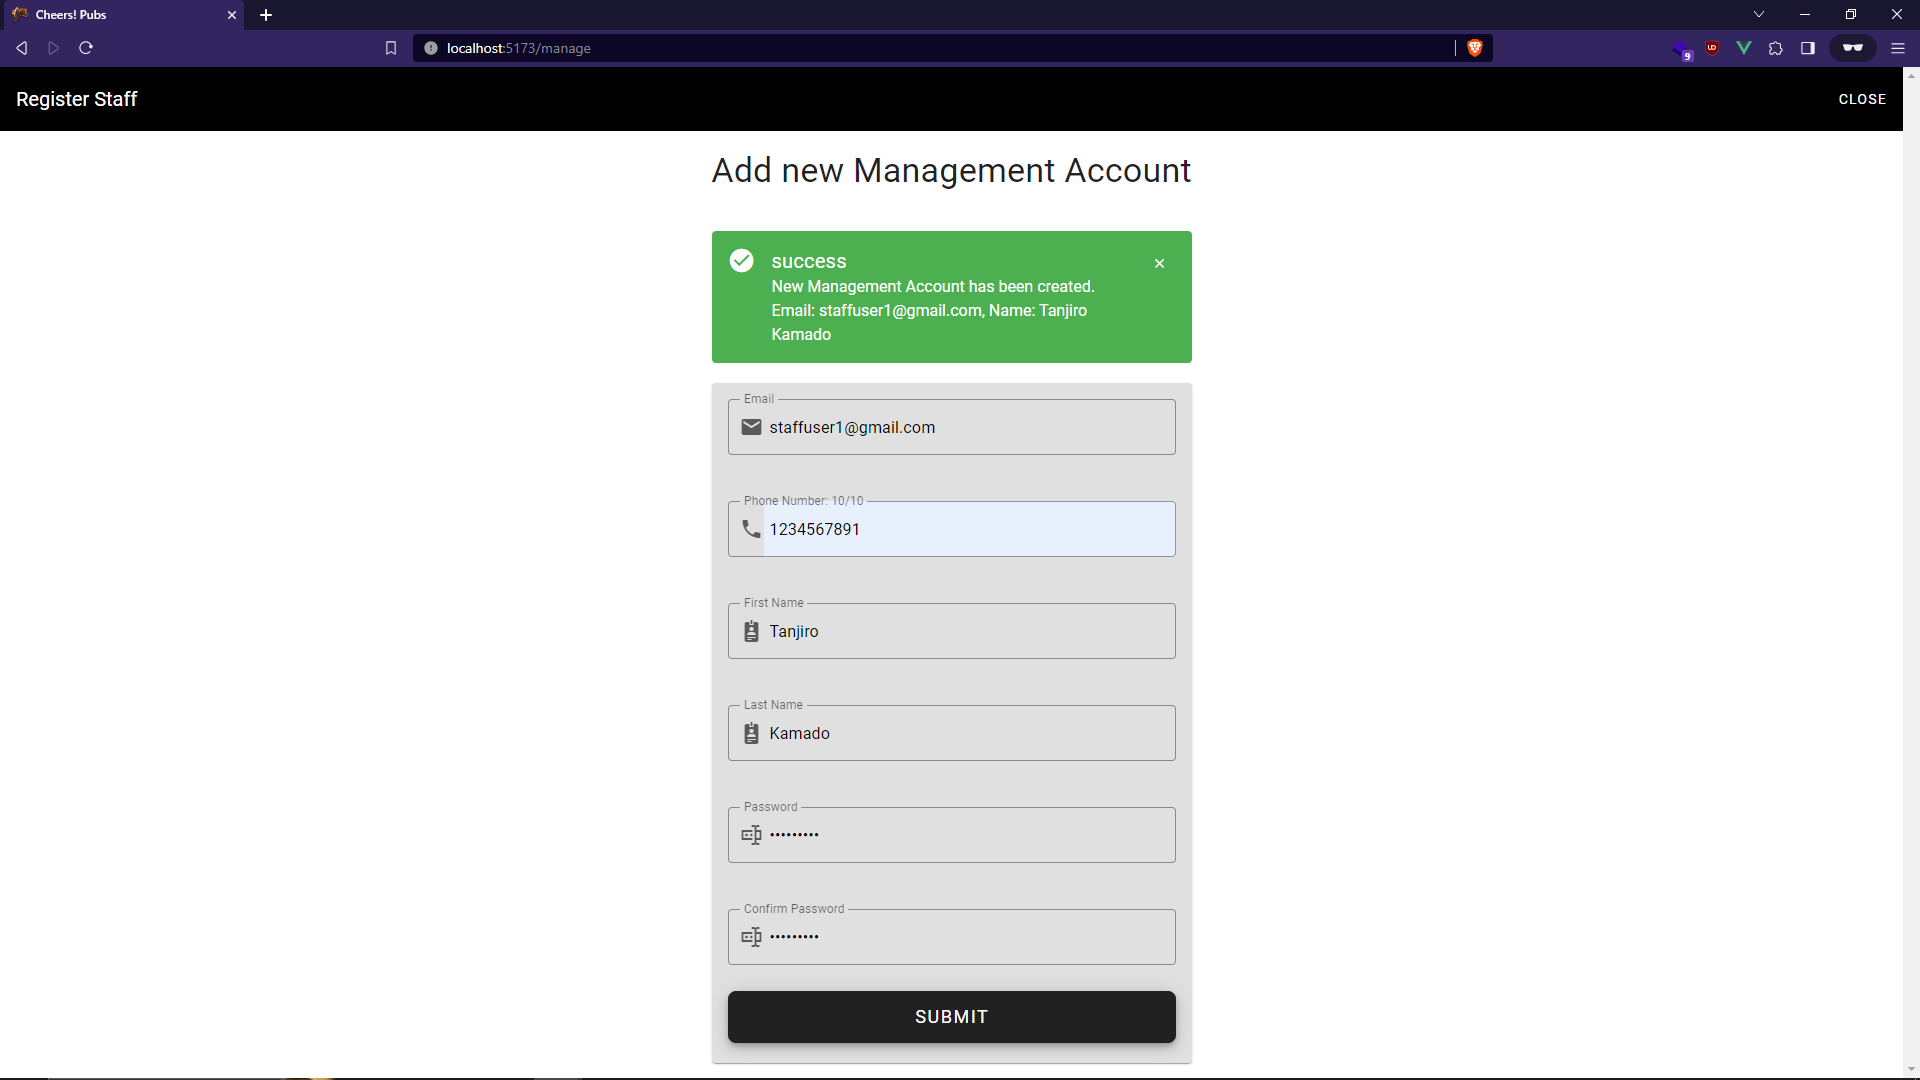 Cheers! Pubs
localhost:5173/manage
9
UO
Register Staff
CLOSE
Add new Management Account
success
New Management Account has been created.
Email: staffuser1@gmail.com, Name: Tanjiro
Kamado
Email
staffuser1@gmail.com
Phone Number: 10/10
1234567891
First Name
Tanjiro
Last Name
Kamado
Password
•••••••••
Confirm Password
•••••••••
SUBMIT